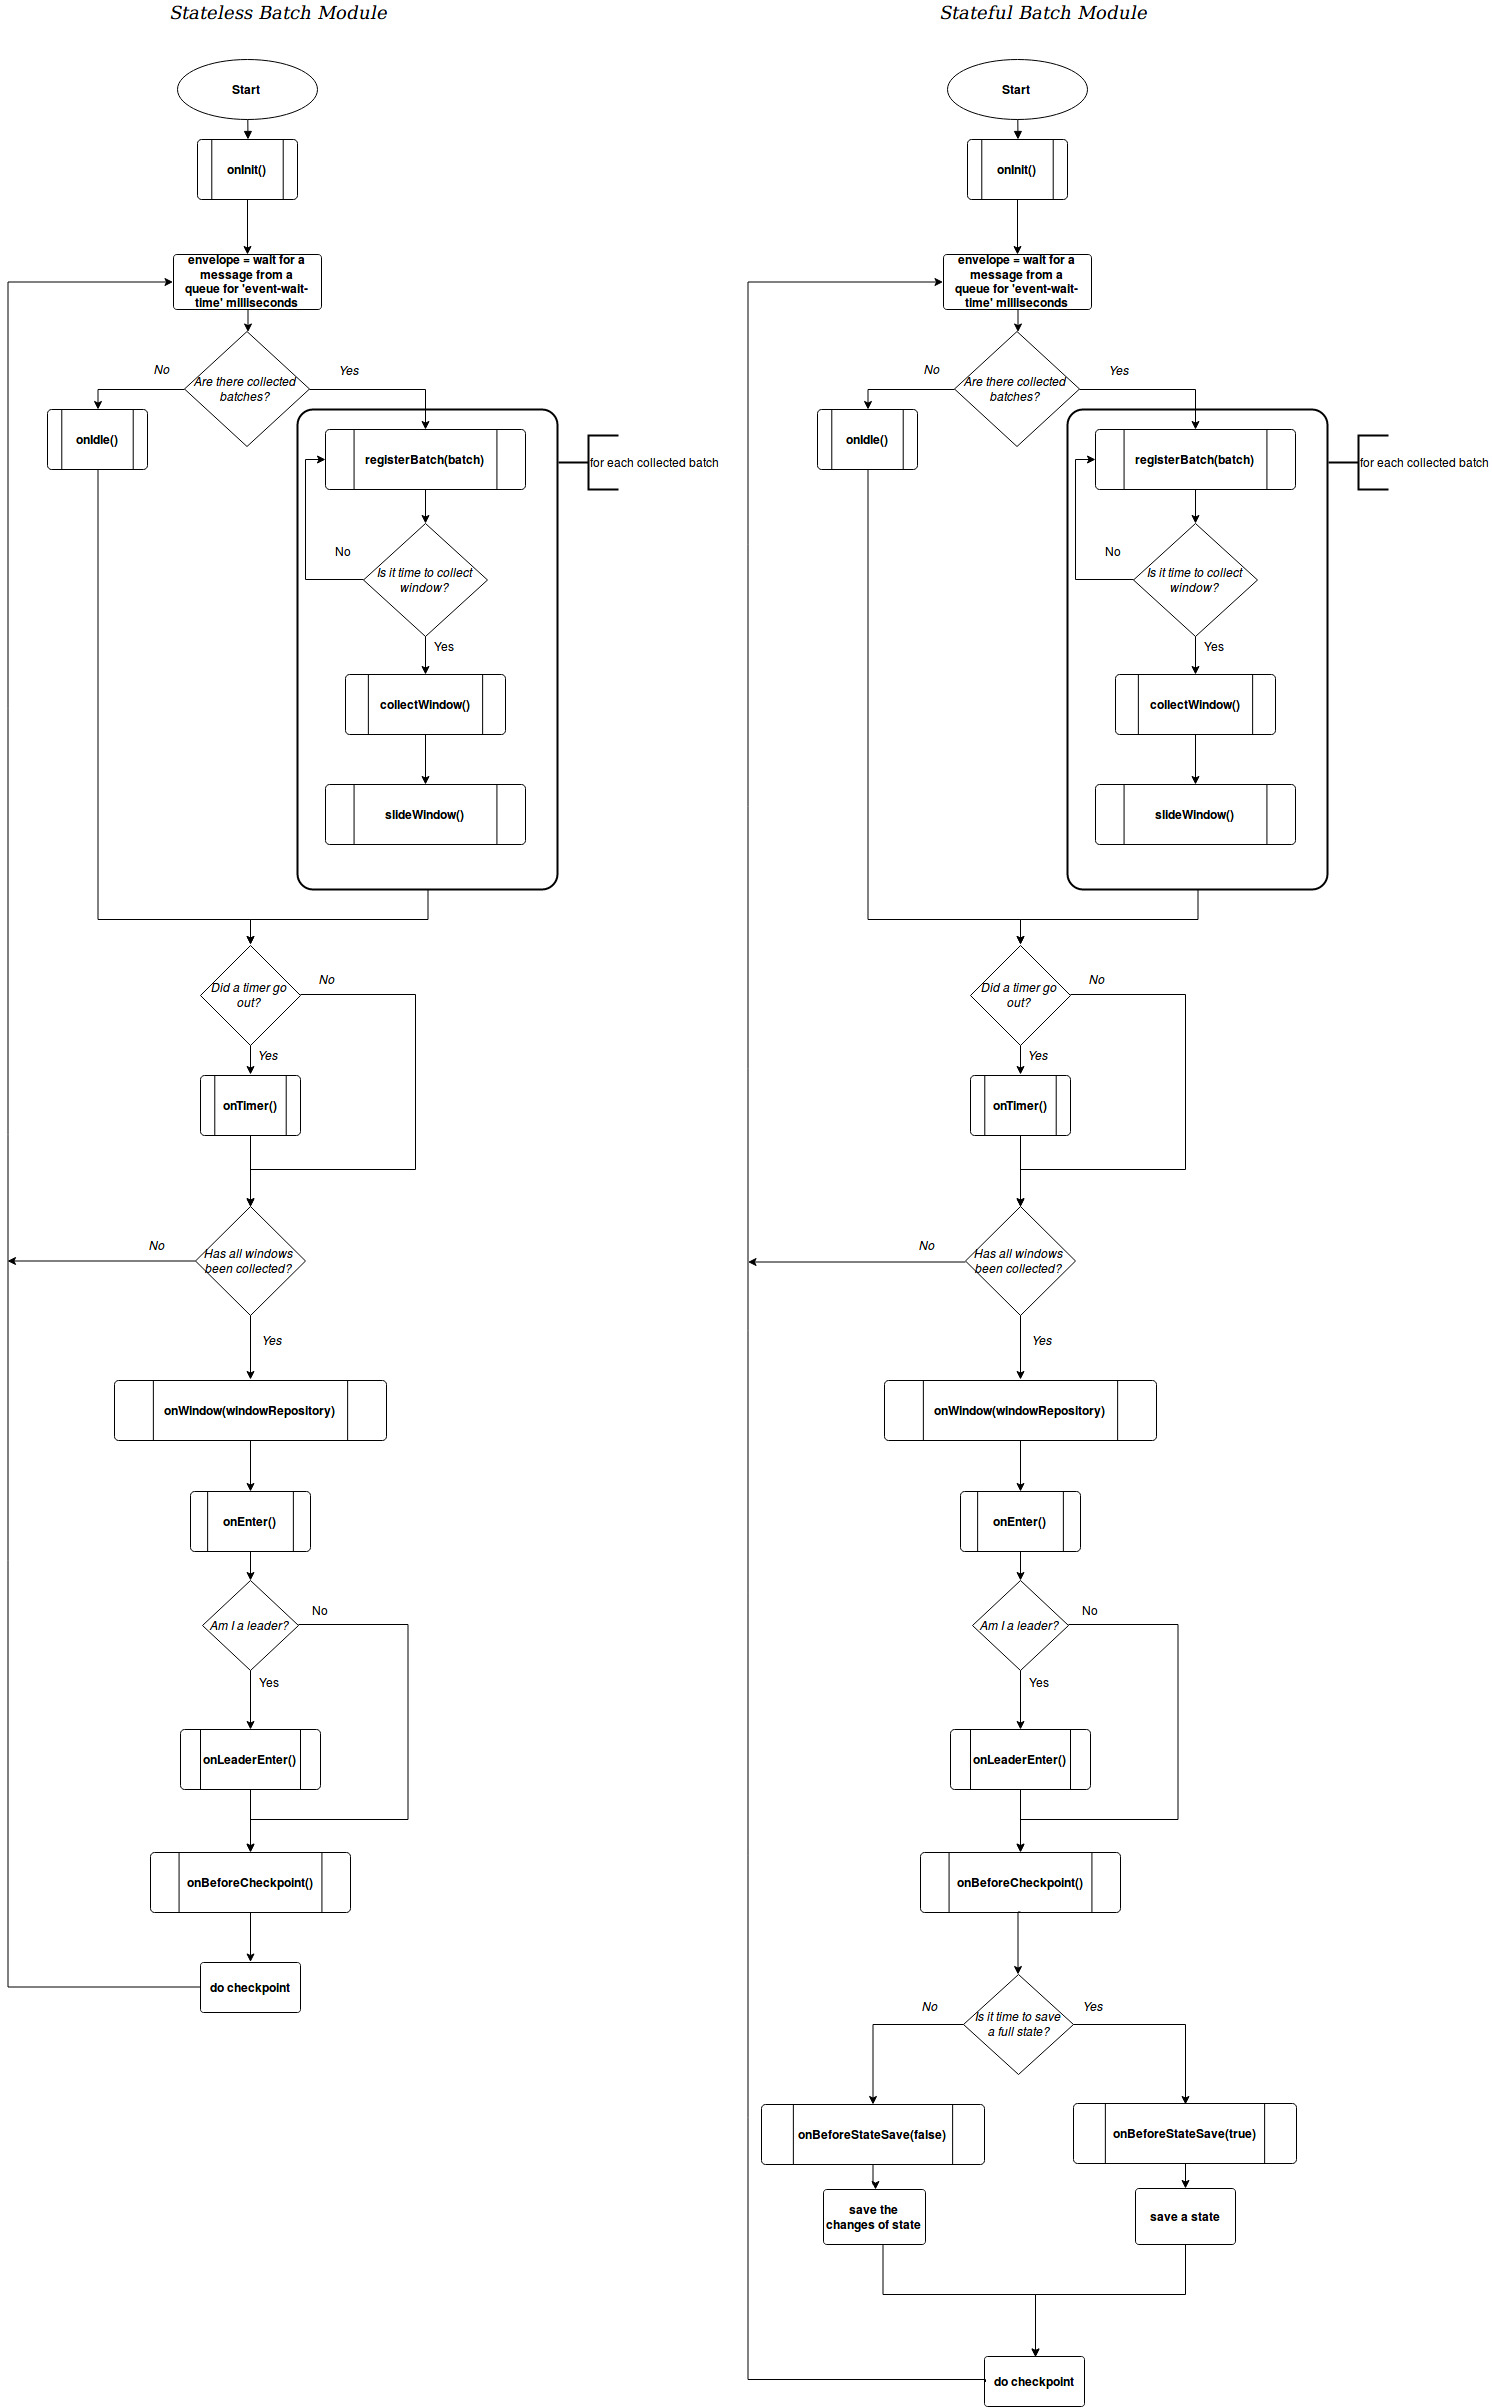 Stateless Batch Module
Start
onInit()
envelope = wait for a
message from a
queue for 'event-wait-
time' milliseconds
No
Yes
Are there collected
batches?
onIdle()
registerBatch(batch)
for each collected batch
No
Is it time to collect
window?
Yes
collectWindow()
slideWindow()
Did a timer go
out?
No
Yes
onTimer()
No
Has all windows
been collected?
Yes
onWindow(windowRepository)
onEnter()
No
Am I a leader?
Yes
onLeaderEnter()
onBeforeCheckpoint()
do checkpoint
Stateful Batch Module
Start
onInit()
envelope = wait for a
message from a
queue for 'event-wait-
time' milliseconds
No
Yes
Are there collected
batches?
onIdle()
registerBatch(batch)
for each collected batch
No
Is it time to collect
window?
Yes
collectWindow()
slideWindow()
Did a timer go
out?
No
Yes
onTimer()
No
Has all windows
been collected?
Yes
onWindow(windowRepository)
onEnter()
No
Am I a leader?
Yes
onLeaderEnter()
onBeforeCheckpoint()
No
Yes
Is it time to save
a full state?
onBeforeStateSave(false)
onBeforeStateSave(true)
save the
changes of state
save a state
do checkpoint